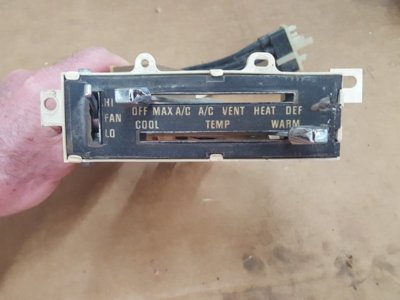 HI
OFF MAX A/C A/C VENT HEAT DEF
FAN
COOL TEMP WARM
LO